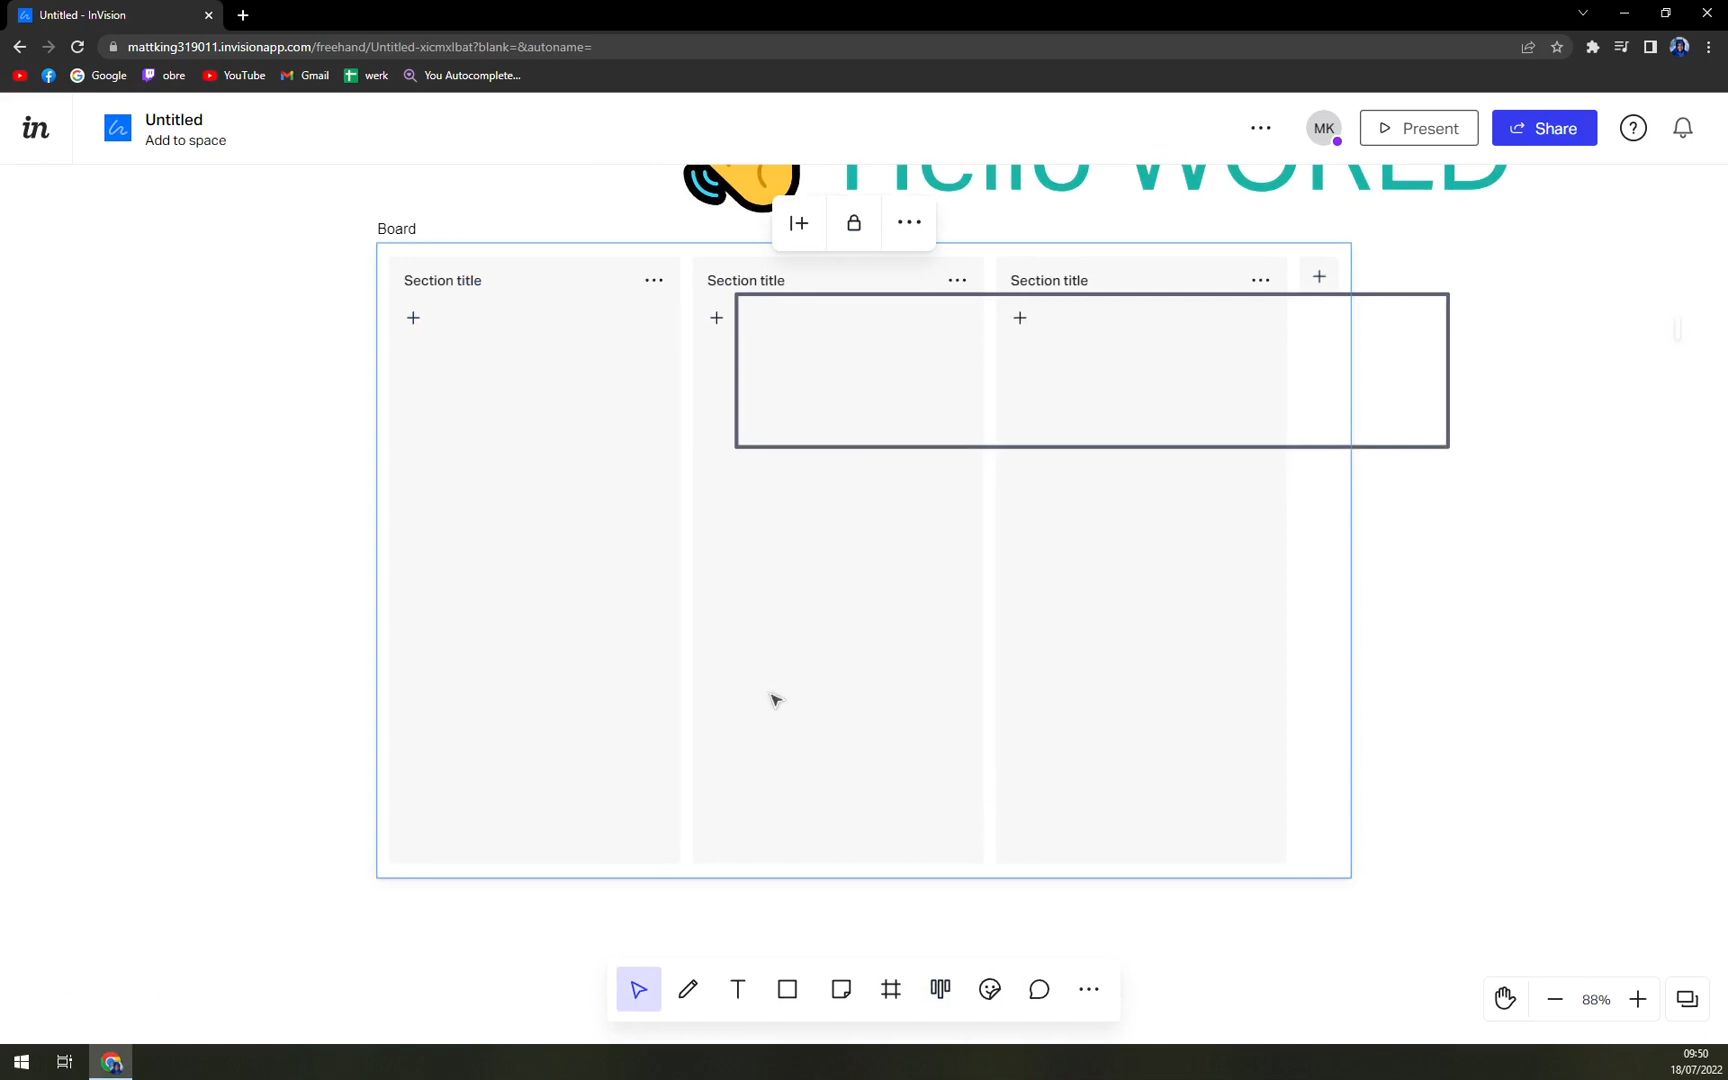 Untitled - InVision
mattking319011.invisionapp.com/freehand/Untitled-xicmxlbat?blank=&autoname=
Google
obre
YouTube
Gmail
werk
You Autocomplete...
in
Untitled
Add to space
MK
Present
Share
Hello WORLD
Board
Section title
Section title
Section title
88%
09:50
18/07/2022